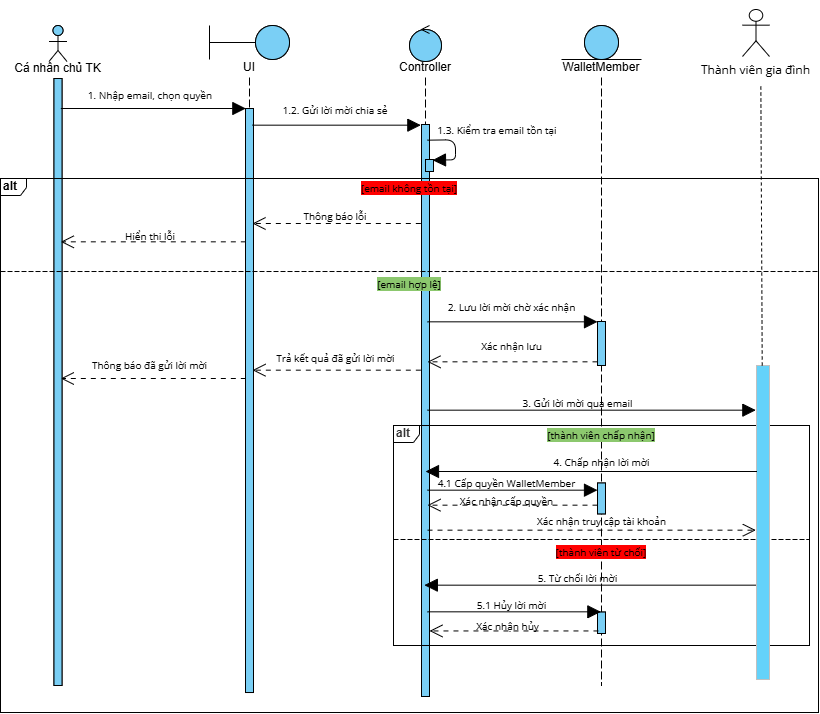 Cá nhân chủ TK
UI
Controller
WalletMember
Thành viên gia đình
1. Nhập email, chọn quyền
1.2. Gửi lời mời chia sẻ
1.3. Kiểm tra email tồn tại
alt
[email không tồn tại]
Thông báo lỗi
Hiển thị lỗi
[email hợp lệ]
2. Lưu lời mời chờ xác nhận
Xác nhận lưu
Trả kết quả đã gửi lời mời
Thông báo đã gửi lời mời
3. Gửi lời mời qua email
alt
[thành viên chấp nhận]
4. Chấp nhận lời mời
4.1 Cấp quyền WalletMember
Xác nhận cấp quyền
Xác nhận truy cập tài khoản
[thành viên từ chối]
5. Từ chối lời mời
5.1 Hủy lời mời
Xác nhận hủy